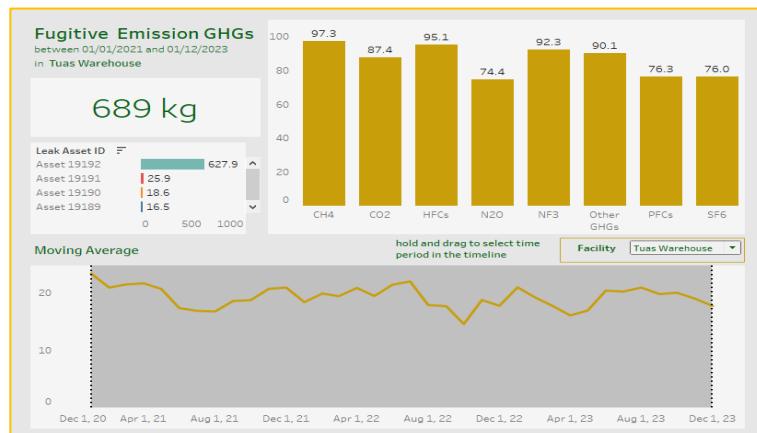 Fugitive Emission GHGs
between 01/01/2021 and 01/12/2023
in Tuas Warehouse
689 kg
Leak Asset ID
Asset 19192 627.9
Asset 19191 25.9
Asset 19190 18.6
Asset 19189 16.5
0 500 1000
100
80
60
40
20
0
97.3 87.4 95.1 74.4 92.3 90.1 76.3 76.0
CH4 CO2 HFCs N2O NF3 Other GHGs PFCs SF6
Moving Average
hold and drag to select time
period in the timeline
Facility Tuas Warehouse
20
10
0
Dec 1, 20 Apr 1, 21 Aug 1, 21 Dec 1, 21 Apr 1, 22 Aug 1, 22 Dec 1, 22 Apr 1, 23 Aug 1, 23 Dec 1, 23